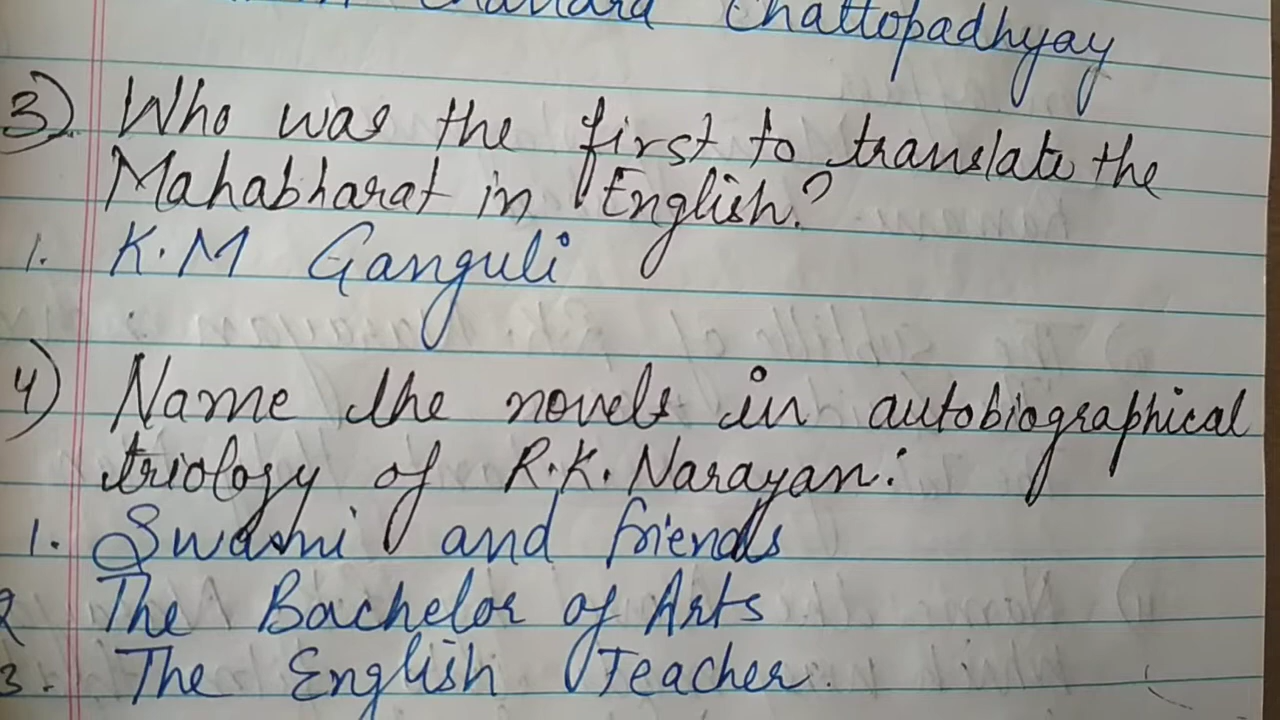 Chattopadhyay
3) Who was the first to translate the
Mahabharat in English?
1. K.M Ganguli
4) Name the novels in autobiographical
triology of R.K. Narayan:
1. Swami and friends
2 The Bachelor of Arts
3. The English Teacher.